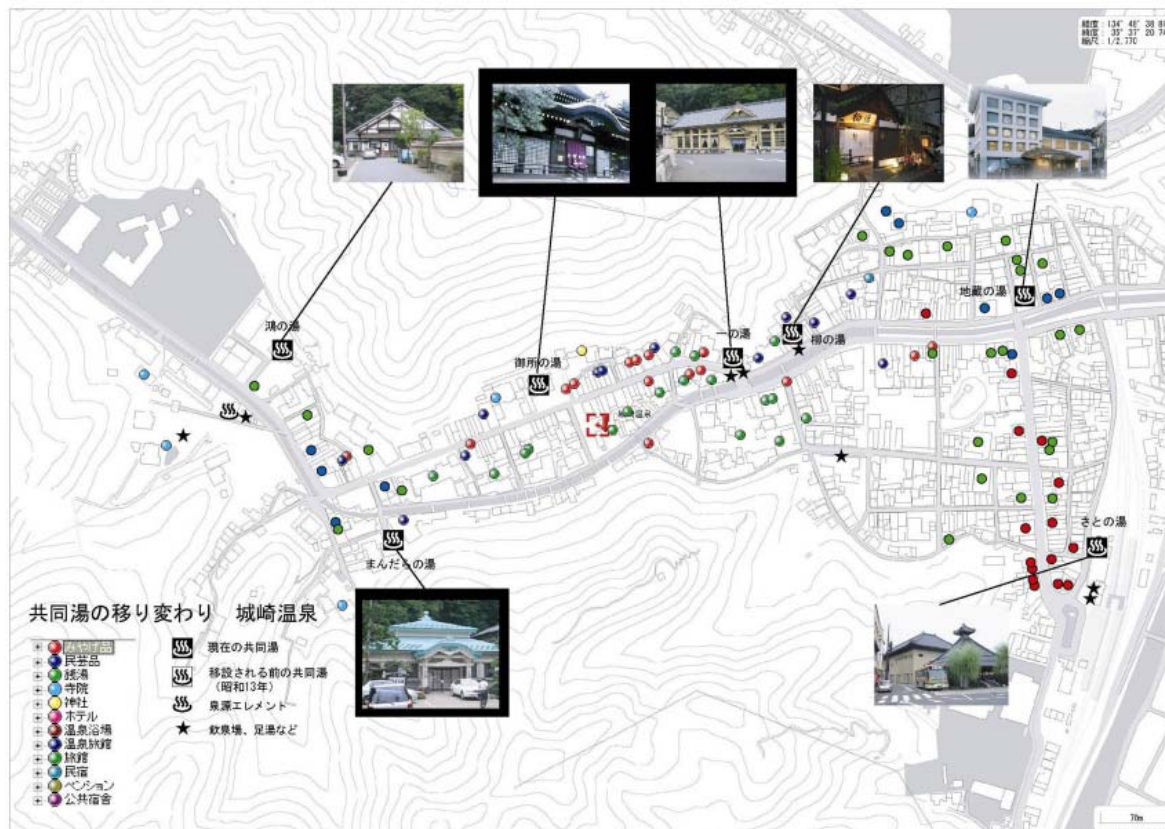 経度：134° 48' 38
緯度： 35° 37' 20
縮尺：1/2,770
鴻の湯
御所の湯
一の湯
柳の湯
地蔵の湯
城崎温泉
まんだらの湯
さとの湯
共同湯の移り変わり 城崎温泉
みやげ品
民芸品
銭湯
寺院
神社
ホテル
温泉浴場
温泉旅館
旅館
民宿
ペンション
公共宿舎
現在の共同湯
移設される前の共同湯
（昭和13年）
泉源エレメント
飲泉場、足湯など
70m